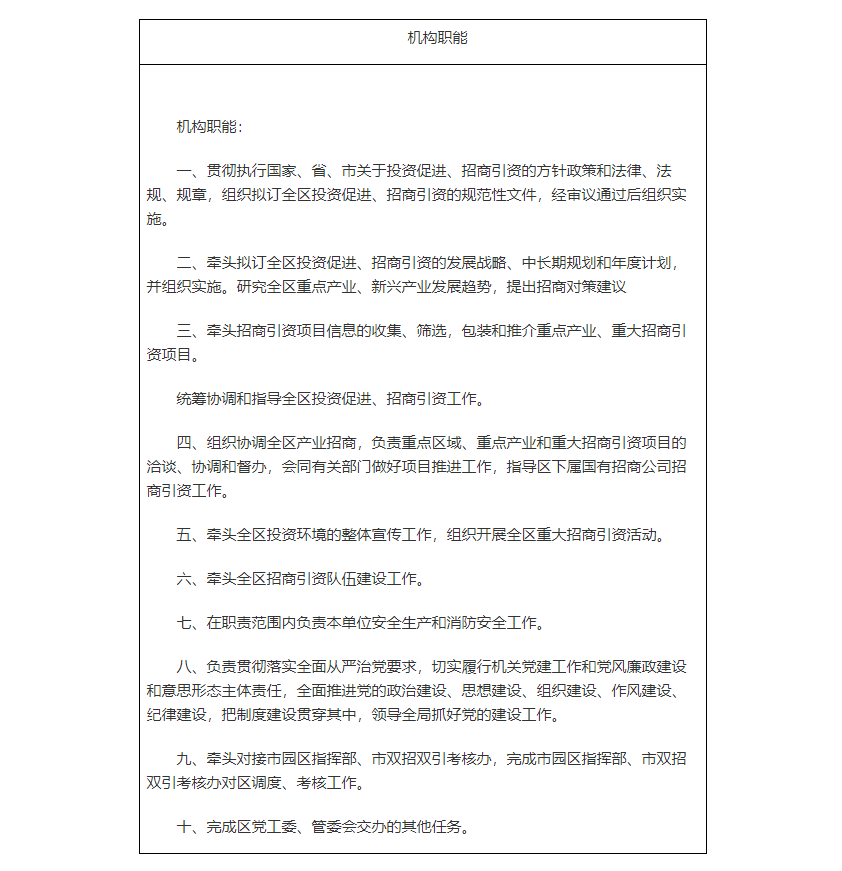 机构职能
机构职能：
一、贯彻执行国家、省、市关于投资促进、招商引资的方针政策和法律、法
规、规章，组织拟订全区投资促进、招商引资的规范性文件，经审议通过后组织实
施。
二、牵头拟订全区投资促进、招商引资的发展战略、中长期规划和年度计划，
并组织实施。研究全区重点产业、新兴产业发展趋势，提出招商对策建议
三、牵头招商引资项目信息的收集、筛选，包装和推介重点产业、重大招商引
资项目。
统筹协调和指导全区投资促进、招商引资工作。
四、组织协调全区产业招商，负责重点区域、重点产业和重大招商引资项目的
洽谈、协调和督办，会同有关部门做好项目推进工作，指导区下属国有招商公司招
商引资工作。
五、牵头全区投资环境的整体宣传工作，组织开展全区重大招商引资活动。
六、牵头全区招商引资队伍建设工作。
七、在职责范围内负责本单位安全生产和消防安全工作。
八、负责贯彻落实全面从严治党要求，切实履行机关党建工作和党风廉政建设
和意思形态主体责任，全面推进党的政治建设、思想建设、组织建设、作风建设、
纪律建设，把制度建设贯穿其中，领导全局抓好党的建设工作。
九、牵头对接市园区指挥部、市双招双引考核办，完成市园区指挥部、市双招
双引考核办对区调度、考核工作。
十、完成区党工委、管委会交办的其他任务。